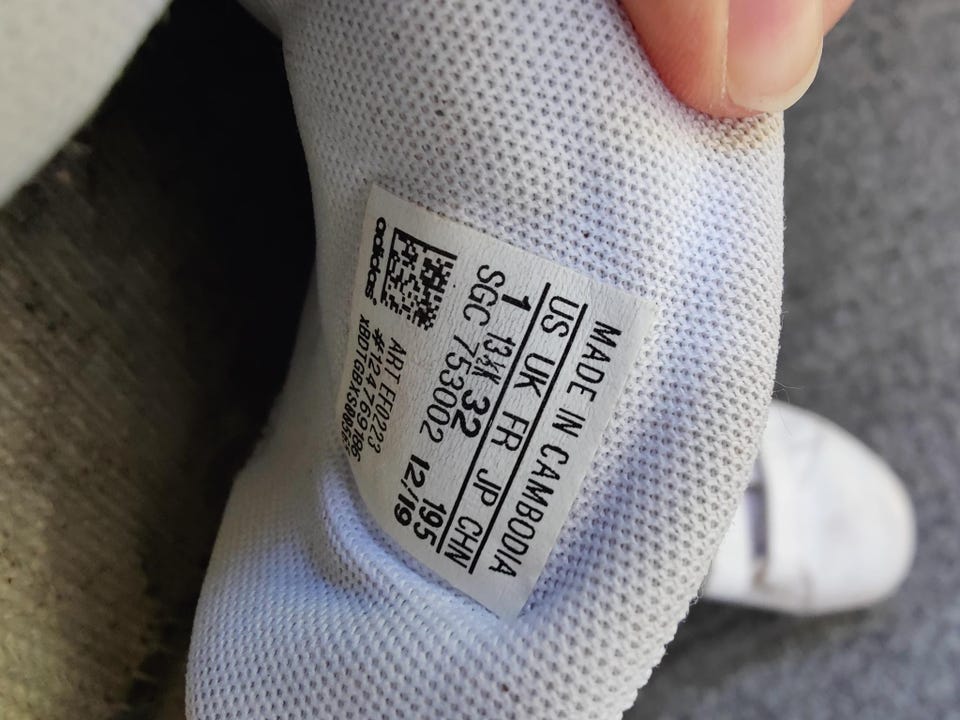 MADE IN CAMBODIA
US UK FR JP CHN
1 13½K 32 195
SGC 753002 12/19
adidas
ART EF0223
#124769186